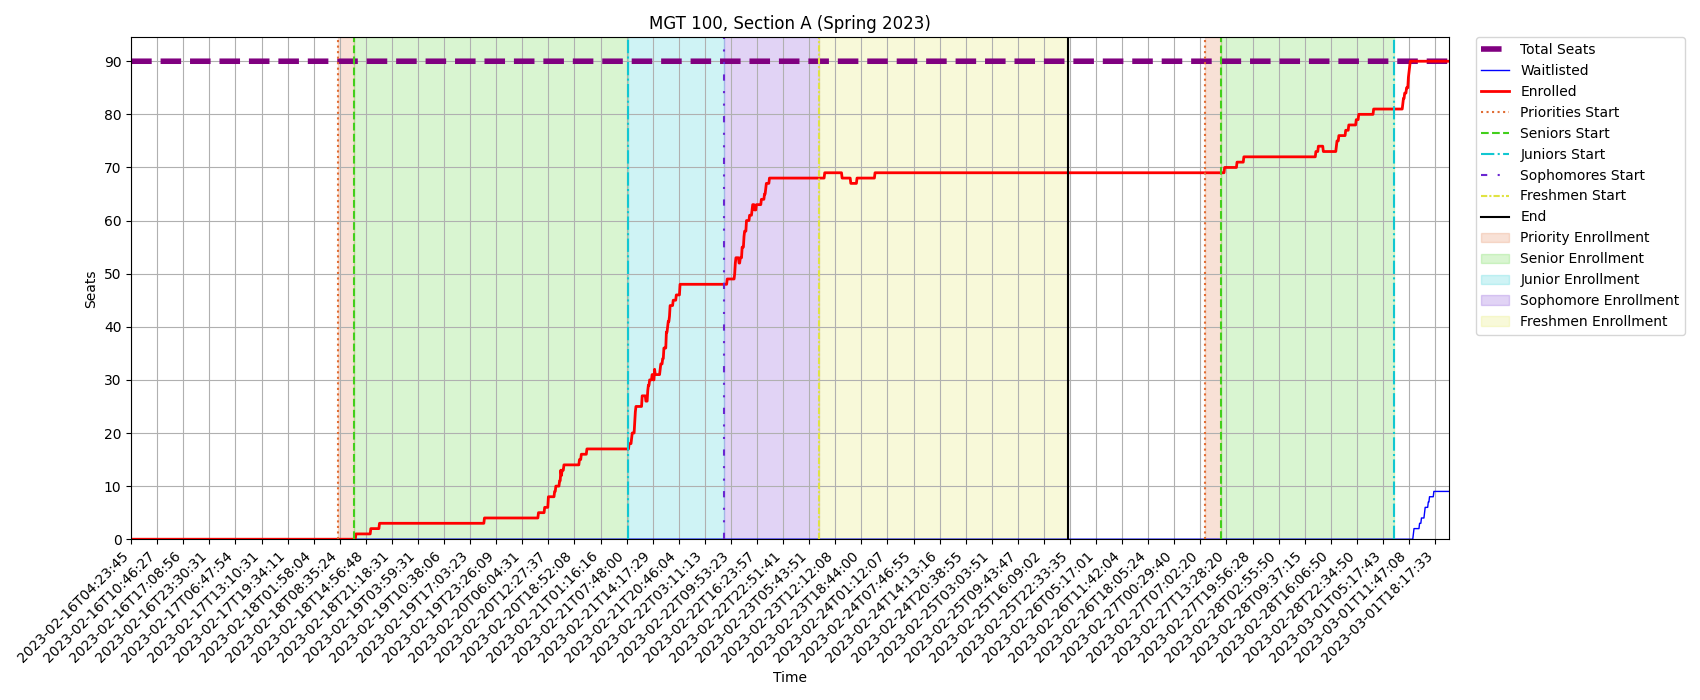 MGT 100, Section A (Spring 2023)
Seats
90
80
70
60
50
40
30
20
10
0
2023-02-16T04:23:45
2023-02-16T10:46:27
2023-02-16T17:08:56
2023-02-16T23:30:31
2023-02-17T06:47:54
2023-02-17T13:10:31
2023-02-17T19:34:11
2023-02-18T01:58:04
2023-02-18T08:35:24
2023-02-18T14:56:48
2023-02-18T21:18:31
2023-02-19T03:59:31
2023-02-19T10:38:06
2023-02-19T17:03:23
2023-02-19T23:26:09
2023-02-20T06:04:31
2023-02-20T12:27:37
2023-02-20T18:52:08
2023-02-21T01:16:16
2023-02-21T07:48:00
2023-02-21T14:17:29
2023-02-21T20:46:04
2023-02-22T03:11:13
2023-02-22T09:53:23
2023-02-22T16:23:57
2023-02-22T22:51:41
2023-02-23T05:43:51
2023-02-23T12:12:08
2023-02-23T18:44:00
2023-02-24T01:12:07
2023-02-24T07:46:55
2023-02-24T14:13:16
2023-02-24T20:38:55
2023-02-25T03:03:51
2023-02-25T09:43:47
2023-02-25T16:09:02
2023-02-25T22:33:35
2023-02-26T05:17:01
2023-02-26T11:42:04
2023-02-26T18:05:24
2023-02-27T00:29:40
2023-02-27T07:02:20
2023-02-27T13:28:20
2023-02-27T19:56:28
2023-02-28T02:55:50
2023-02-28T09:37:15
2023-02-28T16:06:50
2023-02-28T22:34:50
2023-03-01T05:17:43
2023-03-01T11:47:08
2023-03-01T18:17:33
Time
Total Seats
Waitlisted
Enrolled
Priorities Start
Seniors Start
Juniors Start
Sophomores Start
Freshmen Start
End
Priority Enrollment
Senior Enrollment
Junior Enrollment
Sophomore Enrollment
Freshmen Enrollment